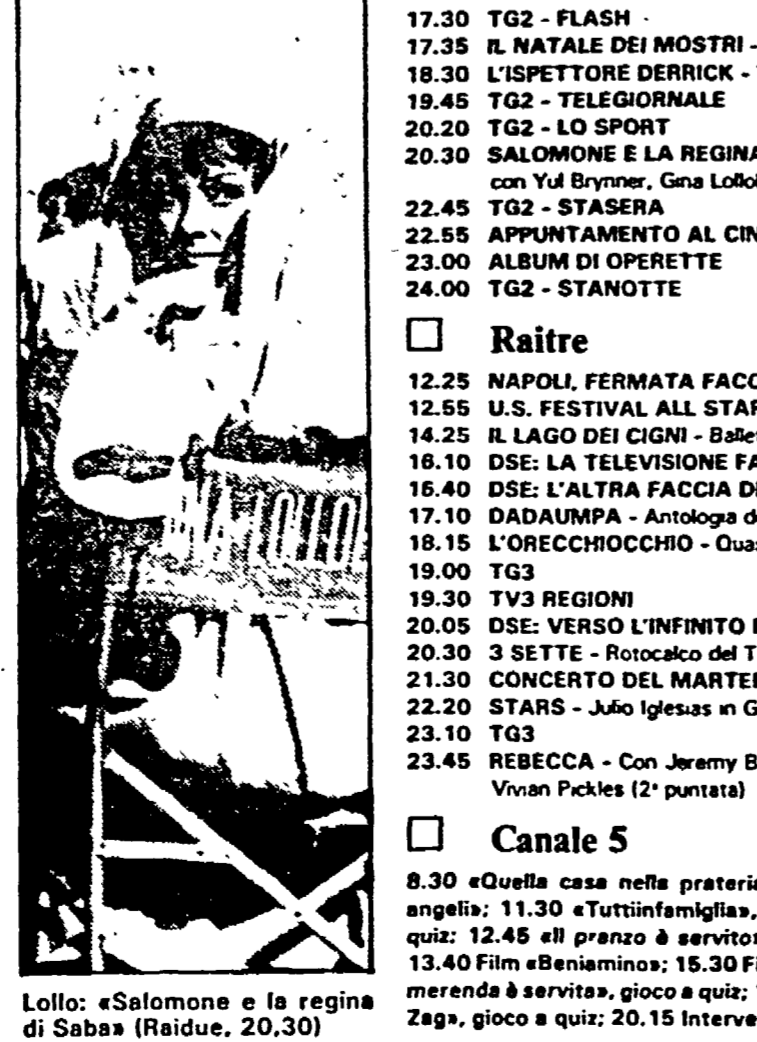 17.30 TG2 - FLASH
17.35 IL NATALE DEI MOSTRI -
18.30 L'ISPETTORE DERRICK -
19.45 TG2 - TELEGIORNALE
20.20 TG2 - LO SPORT
20.30 SALOMONE E LA REGINA
con Yul Brynner, Gina Lollo
22.45 TG2 - STASERA
22.55 APPUNTAMENTO AL CIN
23.00 ALBUM DI OPERETTE
24.00 TG2 - STANOTTE
Raitre
12.25 NAPOLI, FERMATA FACC
12.55 U.S. FESTIVAL ALL STAR
14.25 IL LAGO DEI CIGNI - Balle
16.10 DSE: LA TELEVISIONE FA
16.40 DSE: L'ALTRA FACCIA D
17.10 DADAUMPA - Antologia d
18.15 L'ORECCHIOCCHIO - Qua
19.00 TG3
19.30 TV3 REGIONI
20.05 DSE: VERSO L'INFINITO
20.30 3 SETTE - Rotocalco del T
21.30 CONCERTO DEL MARTE
22.20 STARS - Julio Iglesias in G
23.10 TG3
23.45 REBECCA - Con Jeremy B
Vivian Pickles (2ª puntata)
Canale 5
8.30 «Quella casa nella prateria
angeli»; 11.30 «Tuttinfamiglia»,
quiz; 12.45 «Il pranzo è servito»
13.40 Film «Beniamino»; 15.30 Fi
merenda è servita», gioco a quiz;
Zag», gioco a quiz; 20.15 Interve
Lollo: «Salomone e la regina
di Saba» (Raidue, 20,30)